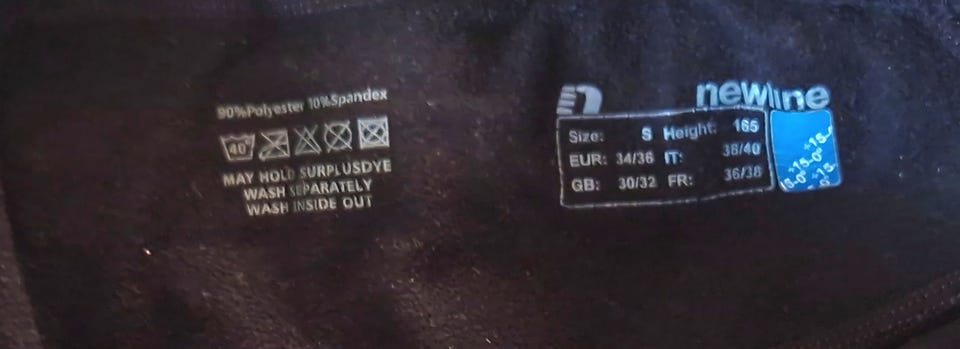 90%Polyester 10%Spandex
40°
MAY HOLD SURPLUSDYE
WASH SEPARATELY
WASH INSIDE OUT
newline
Size: S Height: 165
EUR: 34/36 IT: 38/40
GB: 30/32 FR: 36/38